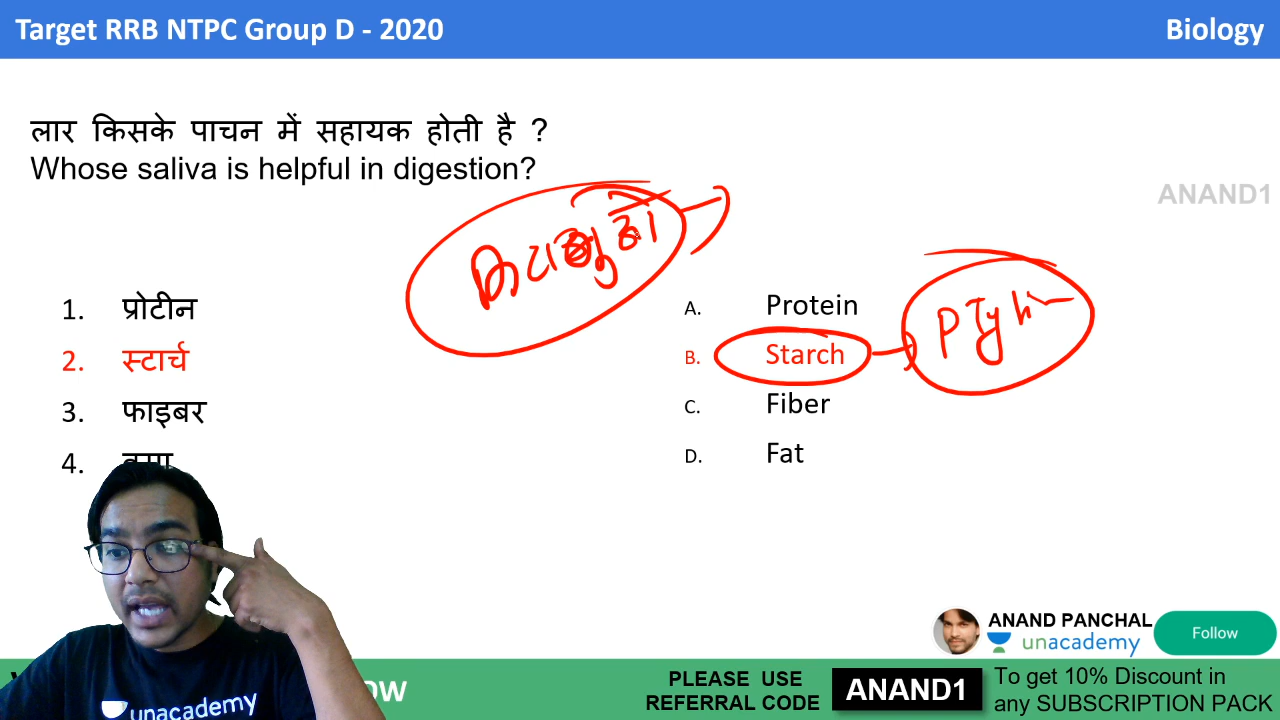 Target RRB NTPC Group D - 2020
Biology
लार किसके पाचन में सहायक होती है ?
Whose saliva is helpful in digestion?
ANAND1
1. प्रोटीन
2. स्टार्च
3. फाइबर
4.
A. Protein
B. Starch
C. Fiber
D. Fat
ANAND PANCHAL
unacademy
Follow
OW
PLEASE USE
REFERRAL CODE
ANAND1
To get 10% Discount in
any SUBSCRIPTION PACK
unacademy